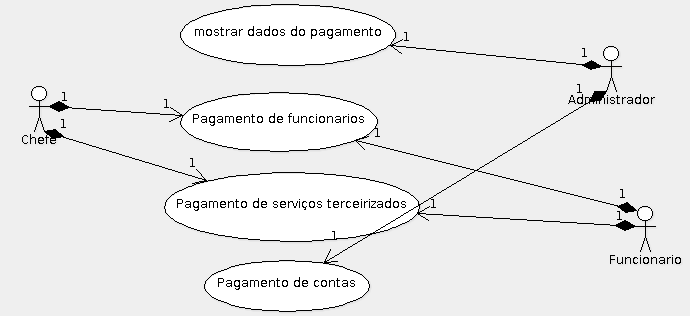 mostrar dados do pagamento
1
1
1
Administrador
1
1
Pagamento de funcionarios
1
1
Chefe
1
1
Pagamento de serviços terceirizados
1
1
1
1
Funcionario
Pagamento de contas